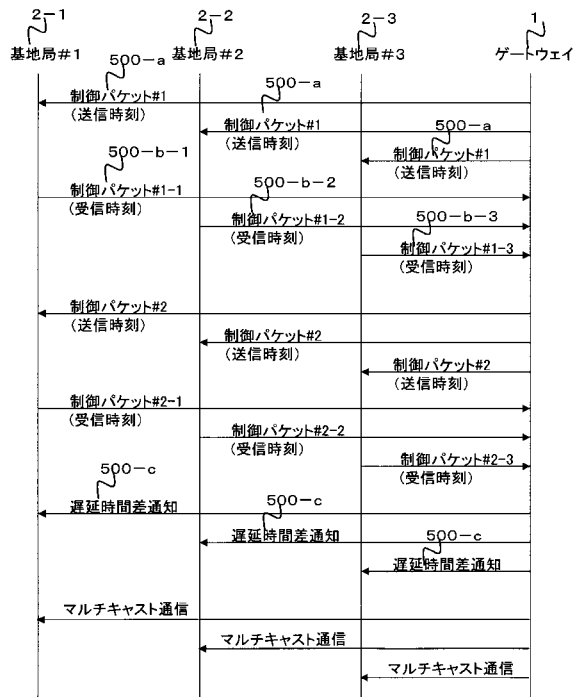 2-1 2-2 2-3 1
基地局#1 基地局#2 基地局#3 ゲートウェイ
500-a
制御パケット#1
(送信時刻)
500-a
制御パケット#1
(送信時刻)
500-a
制御パケット#1
(送信時刻)
500-b-1
制御パケット#1-1
(受信時刻)
500-b-2
制御パケット#1-2
(受信時刻)
500-b-3
制御パケット#1-3
(受信時刻)
制御パケット#2
(送信時刻)
制御パケット#2
(送信時刻)
制御パケット#2
(送信時刻)
制御パケット#2-1
(受信時刻)
制御パケット#2-2
(受信時刻)
制御パケット#2-3
(受信時刻)
500-c
遅延時間差通知
500-c
遅延時間差通知
500-c
遅延時間差通知
マルチキャスト通信
マルチキャスト通信
マルチキャスト通信